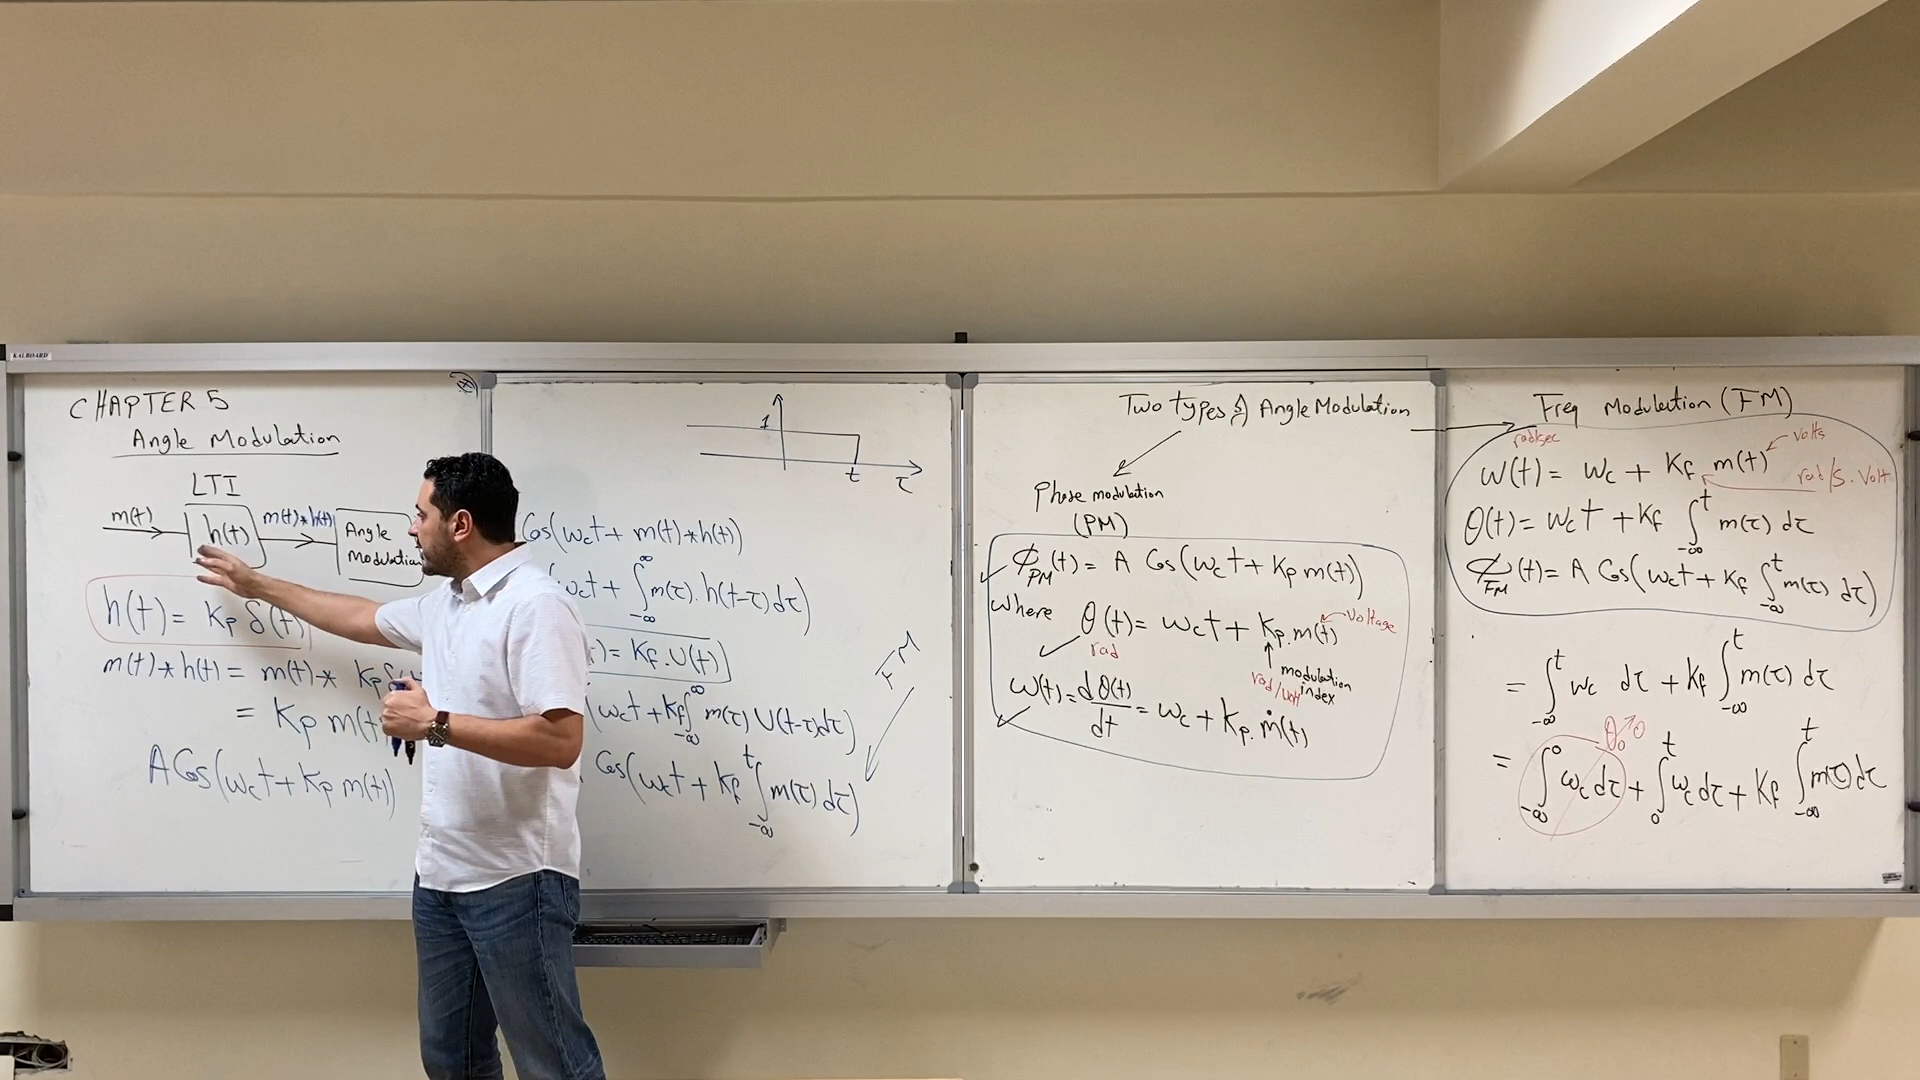 KALBOARD
CHAPTER 5
Angle Modulation
LTI
m(t)
h(t)
m(t)*h(t)
Angle
Modulation
h(t) = Kp δ(t)
m(t)*h(t) = m(t)* Kp δ
= Kp m(t
A Cos(ωct + Kp m(t))
1
t
τ
Cos(ωct + m(t)*h(t))
ωct + ∫_{-∞}^{∞} m(τ). h(t-τ)dτ)
) = Kf . U(t)
(ωct + Kf ∫_{-∞}^{∞} m(τ) U(t-τ)dτ)
Cos(ωct + Kf ∫_{-∞}^{t} m(τ) dτ)
FM
Two types of Angle Modulation
Phase modulation
(PM)
ϕPM(t) = A Cos(ωct + Kp m(t))
where θ(t) = ωct + Kp. m(t)
Voltage
rad
modulation
index
rad/volt
ω(t) = dθ(t)/dt = ωc + Kp. ṁ(t)
Freq Modulation (FM)
rad/sec
volts
ω(t) = ωc + Kf m(t)
rad/s. Volt
θ(t) = ωct + Kf ∫_{-∞}^{t} m(τ) dτ
ϕFM(t) = A Cos(ωct + Kf ∫_{-∞}^{t} m(τ) dτ)
= ∫_{-∞}^{t} ωc dτ + Kf ∫_{-∞}^{t} m(τ) dτ
θ0 0
= ∫_{-∞}^{0} ωc dτ + ∫_{0}^{t} ωc dτ + Kf ∫_{-∞}^{t} m(τ) dτ